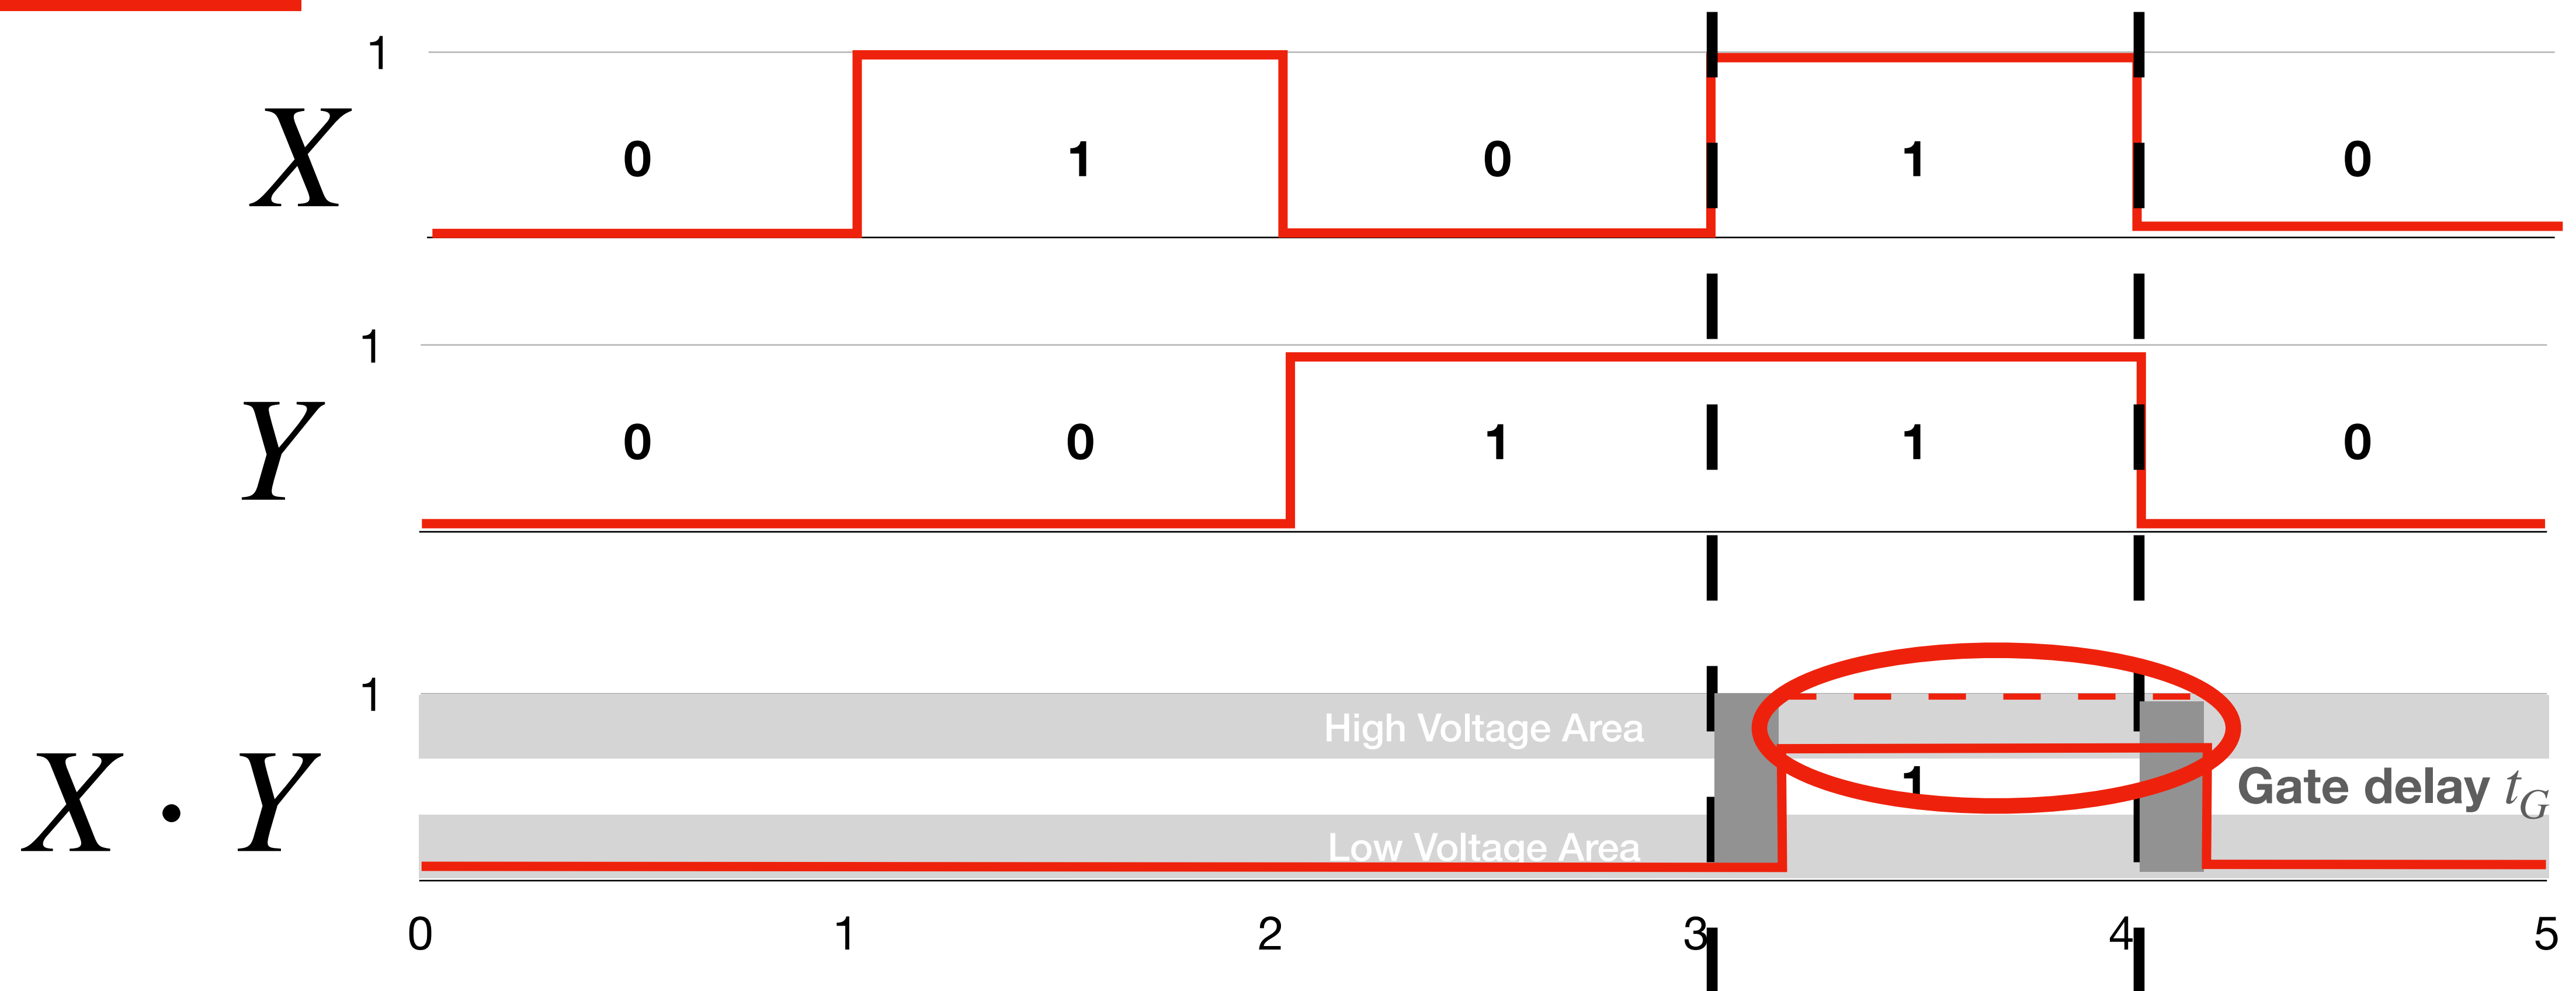 1
X 0 1 0 1 0
1
Y 0 0 1 1 0
1
High Voltage Area
X · Y 1 Gate delay t_G
Low Voltage Area
0 1 2 3 4 5